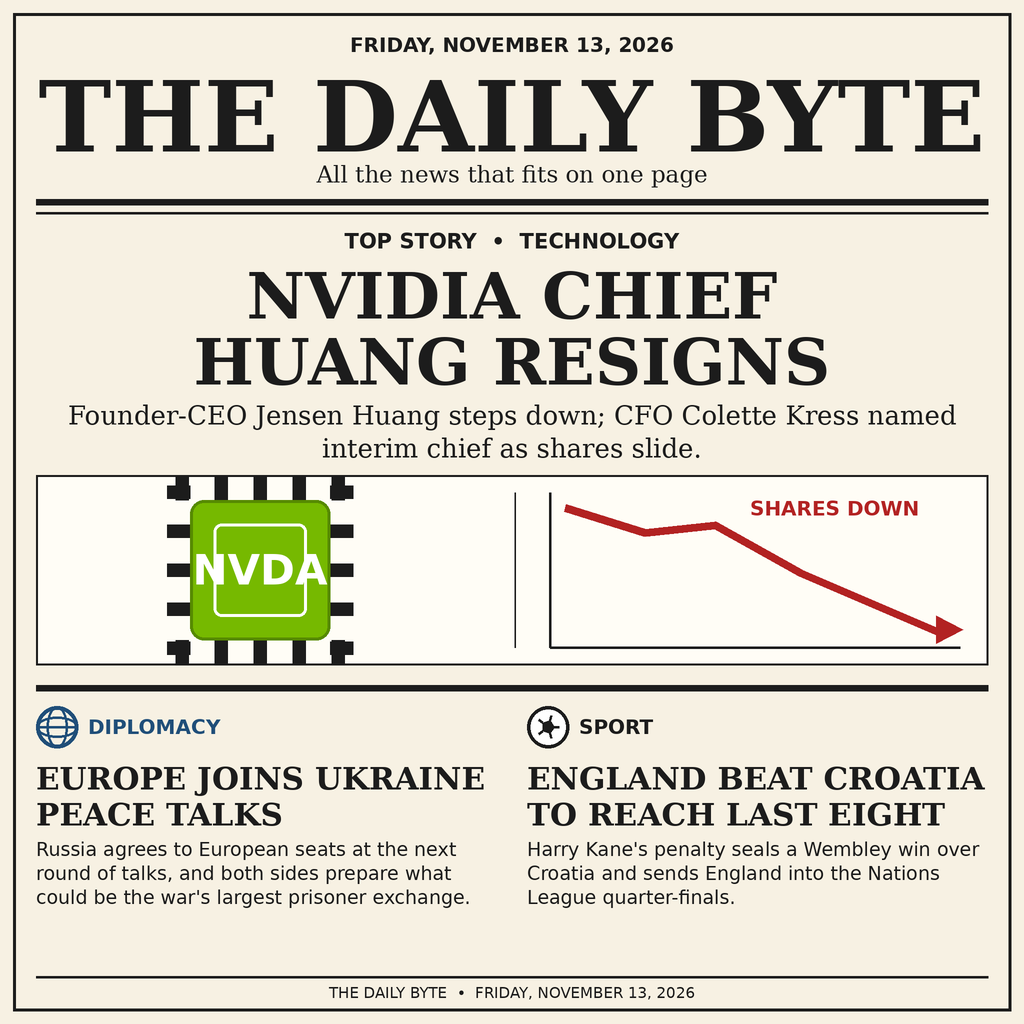 FRIDAY, NOVEMBER 13, 2026
THE DAILY BYTE
All the news that fits on one page
TOP STORY • TECHNOLOGY
NVIDIA CHIEF
HUANG RESIGNS
Founder-CEO Jensen Huang steps down; CFO Colette Kress named
interim chief as shares slide.
NVDA
SHARES DOWN
DIPLOMACY
EUROPE JOINS UKRAINE
PEACE TALKS
Russia agrees to European seats at the next
round of talks, and both sides prepare what
could be the war's largest prisoner exchange.
SPORT
ENGLAND BEAT CROATIA
TO REACH LAST EIGHT
Harry Kane's penalty seals a Wembley win over
Croatia and sends England into the Nations
League quarter-finals.
THE DAILY BYTE • FRIDAY, NOVEMBER 13, 2026